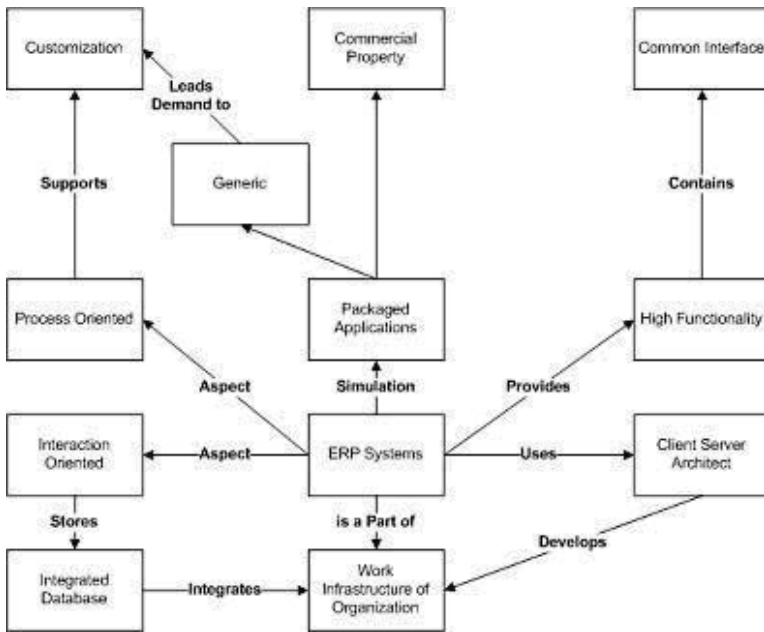 Customization
Commercial
Property
Common Interface
Leads
Demand to
Generic
Supports
Contains
Process Oriented
Packaged
Applications
High Functionality
Aspect
Simulation
Provides
Interaction
Oriented
Aspect
ERP Systems
Uses
Client Server
Architect
Stores
is a Part of
Develops
Integrated
Database
Integrates
Work
Infrastructure of
Organization